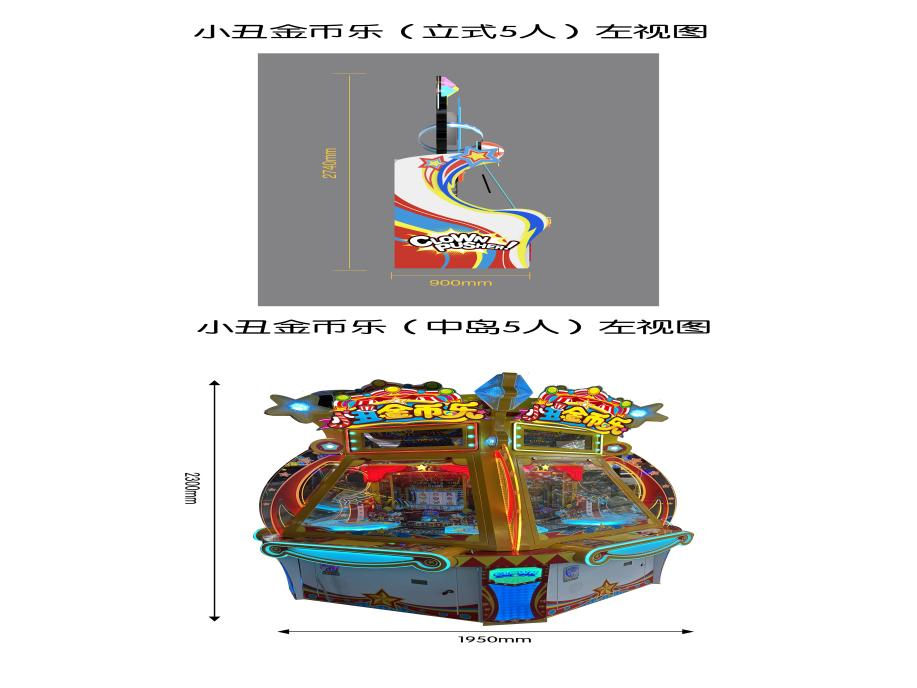 小丑金币乐（立式5人）左视图
2740mm
CLOWN
PUSHER!
900mm
小丑金币乐（中岛5人）左视图
小丑金币乐
小丑金币乐
2300mm
1950mm